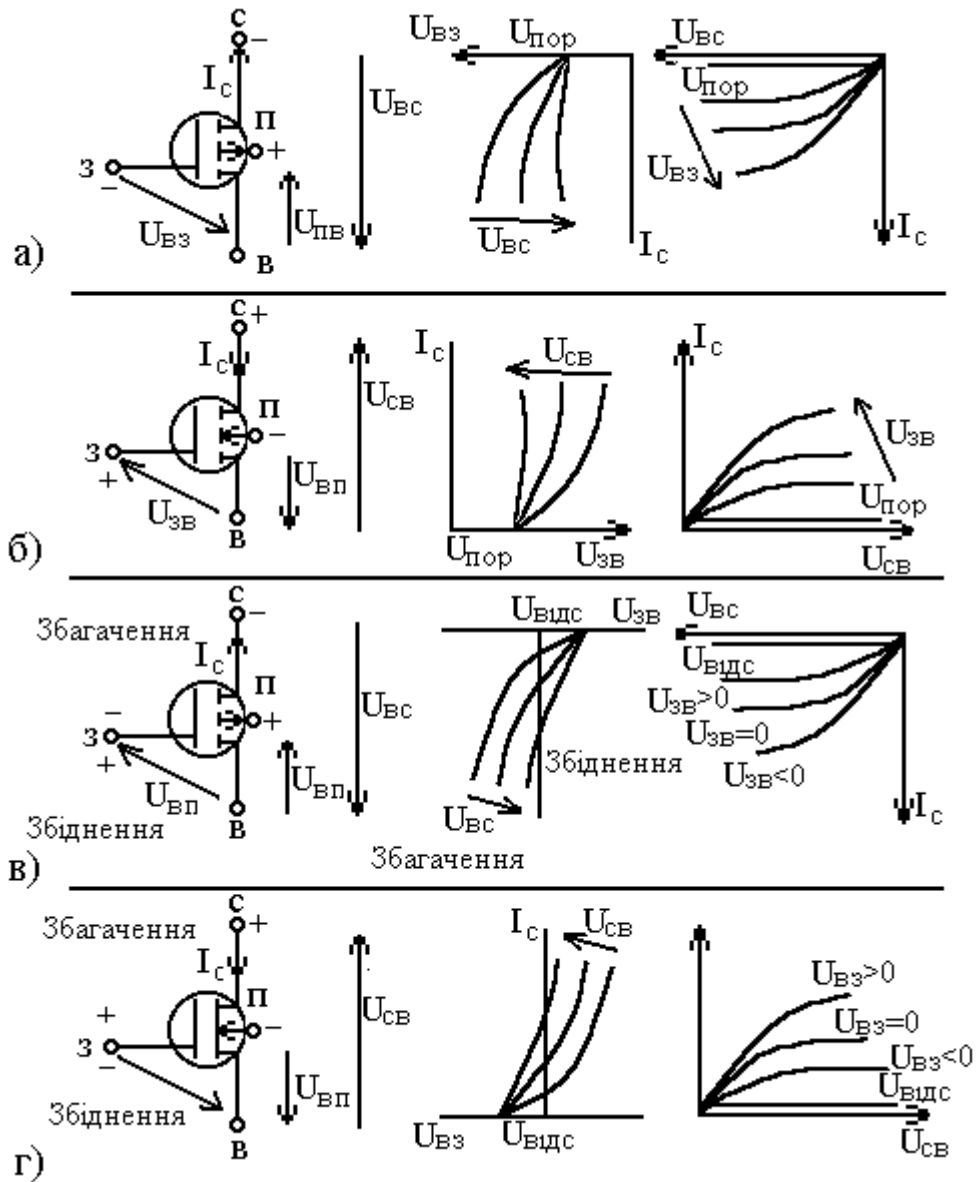 С
−
I_С
П
+
З
−
U_ВЗ
U_ПВ
В
U_ВС
U_ВЗ
U_пор
U_ВС
I_С
U_ВС
U_пор
U_ВЗ
I_С
а)
С+
I_С
П
−
З
+
U_ЗВ
U_ВП
В
U_СВ
I_С
U_СВ
U_пор
U_ЗВ
I_С
U_ЗВ
U_пор
U_СВ
б)
С−
Збагачення
I_С
П
+
−
З
+
U_ВП
U_ВП
В
Збіднення
U_ВС
U_ВІДС
U_ЗВ
Збіднення
U_ВС
Збагачення
U_ВС
U_ВІДС
U_ЗВ>0
U_ЗВ=0
U_ЗВ<0
I_С
в)
С+
Збагачення
I_С
П
−
+
З
−
U_ВП
Збіднення
В
U_СВ
I_С
U_СВ
U_ВЗ
U_ВІДС
U_ВЗ>0
U_ВЗ=0
U_ВЗ<0
U_ВІДС
U_СВ
г)